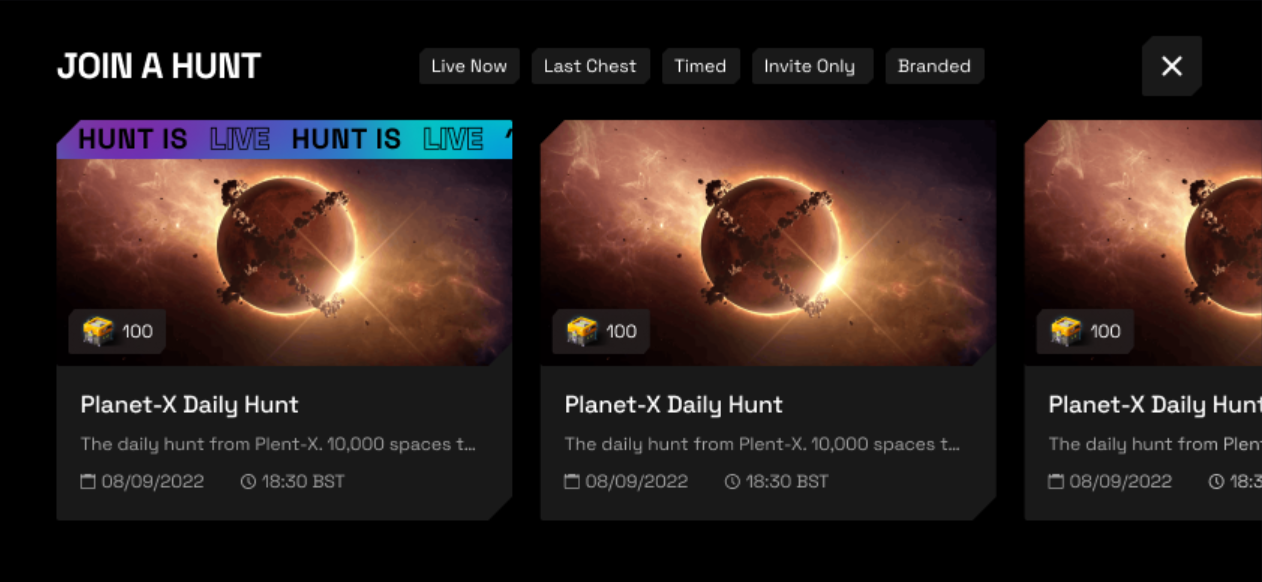 JOIN A HUNT
Live Now
Last Chest
Timed
Invite Only
Branded
HUNT IS LIVE HUNT IS LIVE
100
Planet-X Daily Hunt
The daily hunt from Plent-X. 10,000 spaces t...
08/09/2022 18:30 BST
100
Planet-X Daily Hunt
The daily hunt from Plent-X. 10,000 spaces t...
08/09/2022 18:30 BST
100
Planet-X Daily Hunt
The daily hunt from Plen
08/09/2022 18:3